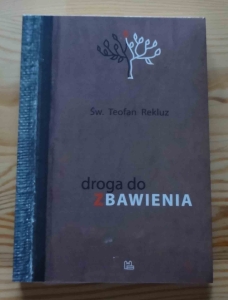 Św. Teofan Rekluz
droga do
ZBAWIENIA